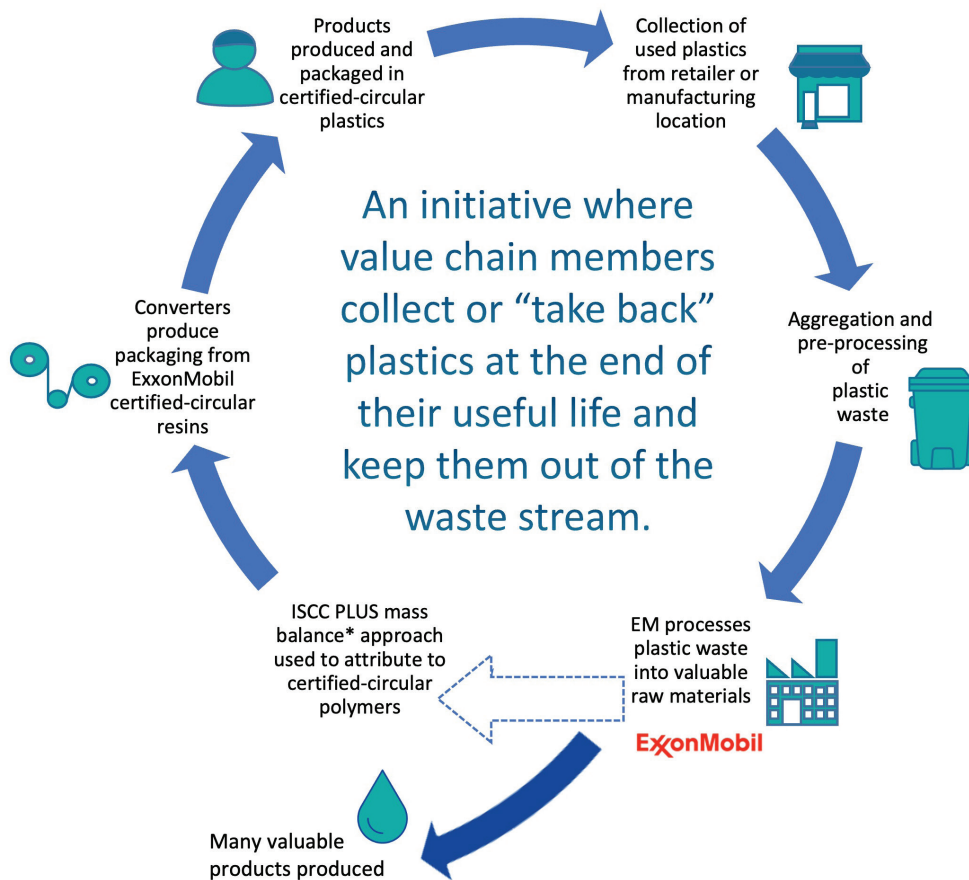 Products
produced and
packaged in
certified-circular
plastics
Collection of
used plastics
from retailer or
manufacturing
location
An initiative where
value chain members
collect or “take back”
plastics at the end of
their useful life and
keep them out of the
waste stream.
Aggregation and
pre-processing
of
plastic
waste
EM processes
plastic waste
into valuable
raw materials
ExxonMobil
Many valuable
products produced
ISCC PLUS mass
balance* approach
used to attribute to
certified-circular
polymers
Converters
produce
packaging from
ExxonMobil
certified-circular
resins